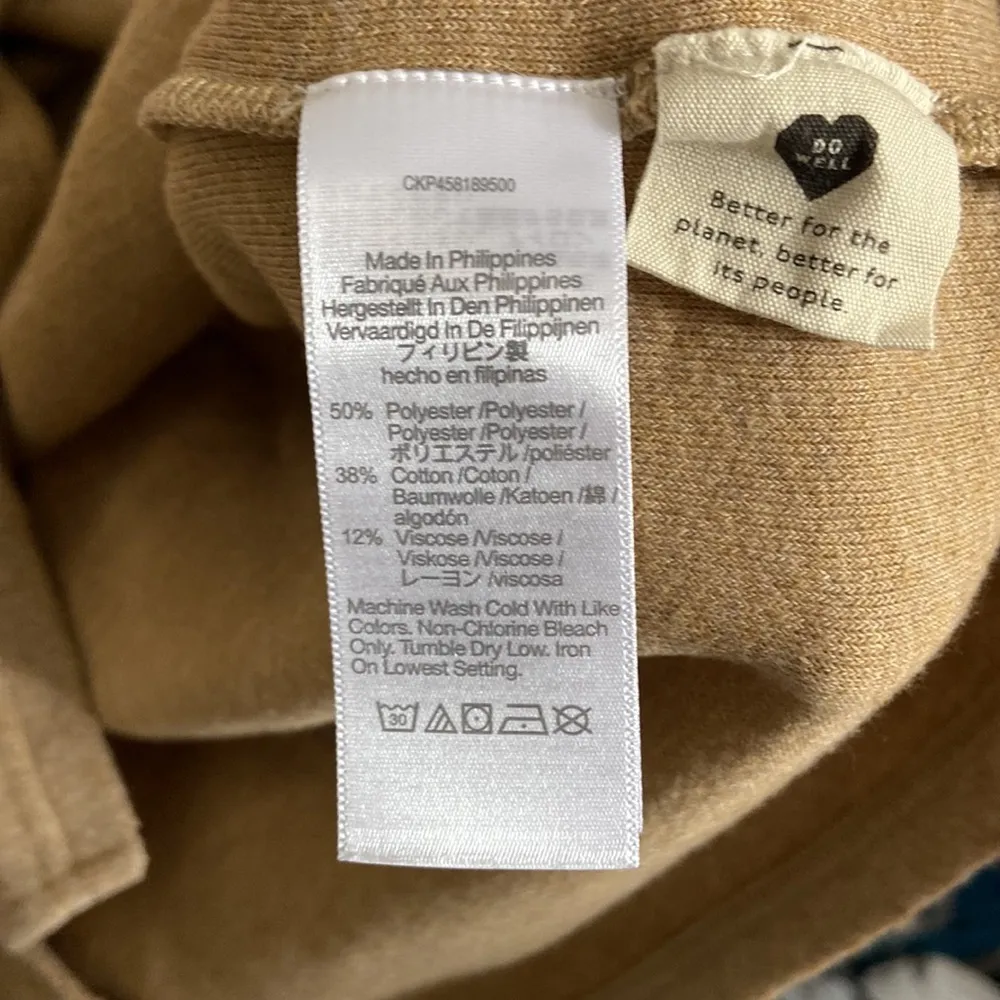 CKP458189500
Made In Philippines
Fabriqué Aux Philippines
Hergestellt In Den Philippinen
Vervaardigd In De Filippijnen
フィリピン製
hecho en filipinas
50% Polyester /Polyester /
Polyester /Polyester /
ポリエステル /poliéster
38% Cotton /Coton /
Baumwolle /Katoen /綿 /
algodón
12% Viscose /Viscose /
Viskose /Viscose /
レーヨン /viscosa
Machine Wash Cold With Like
Colors. Non-Chlorine Bleach
Only. Tumble Dry Low. Iron
On Lowest Setting.
30
DO
WELL
Better for the
planet, better for
its people.